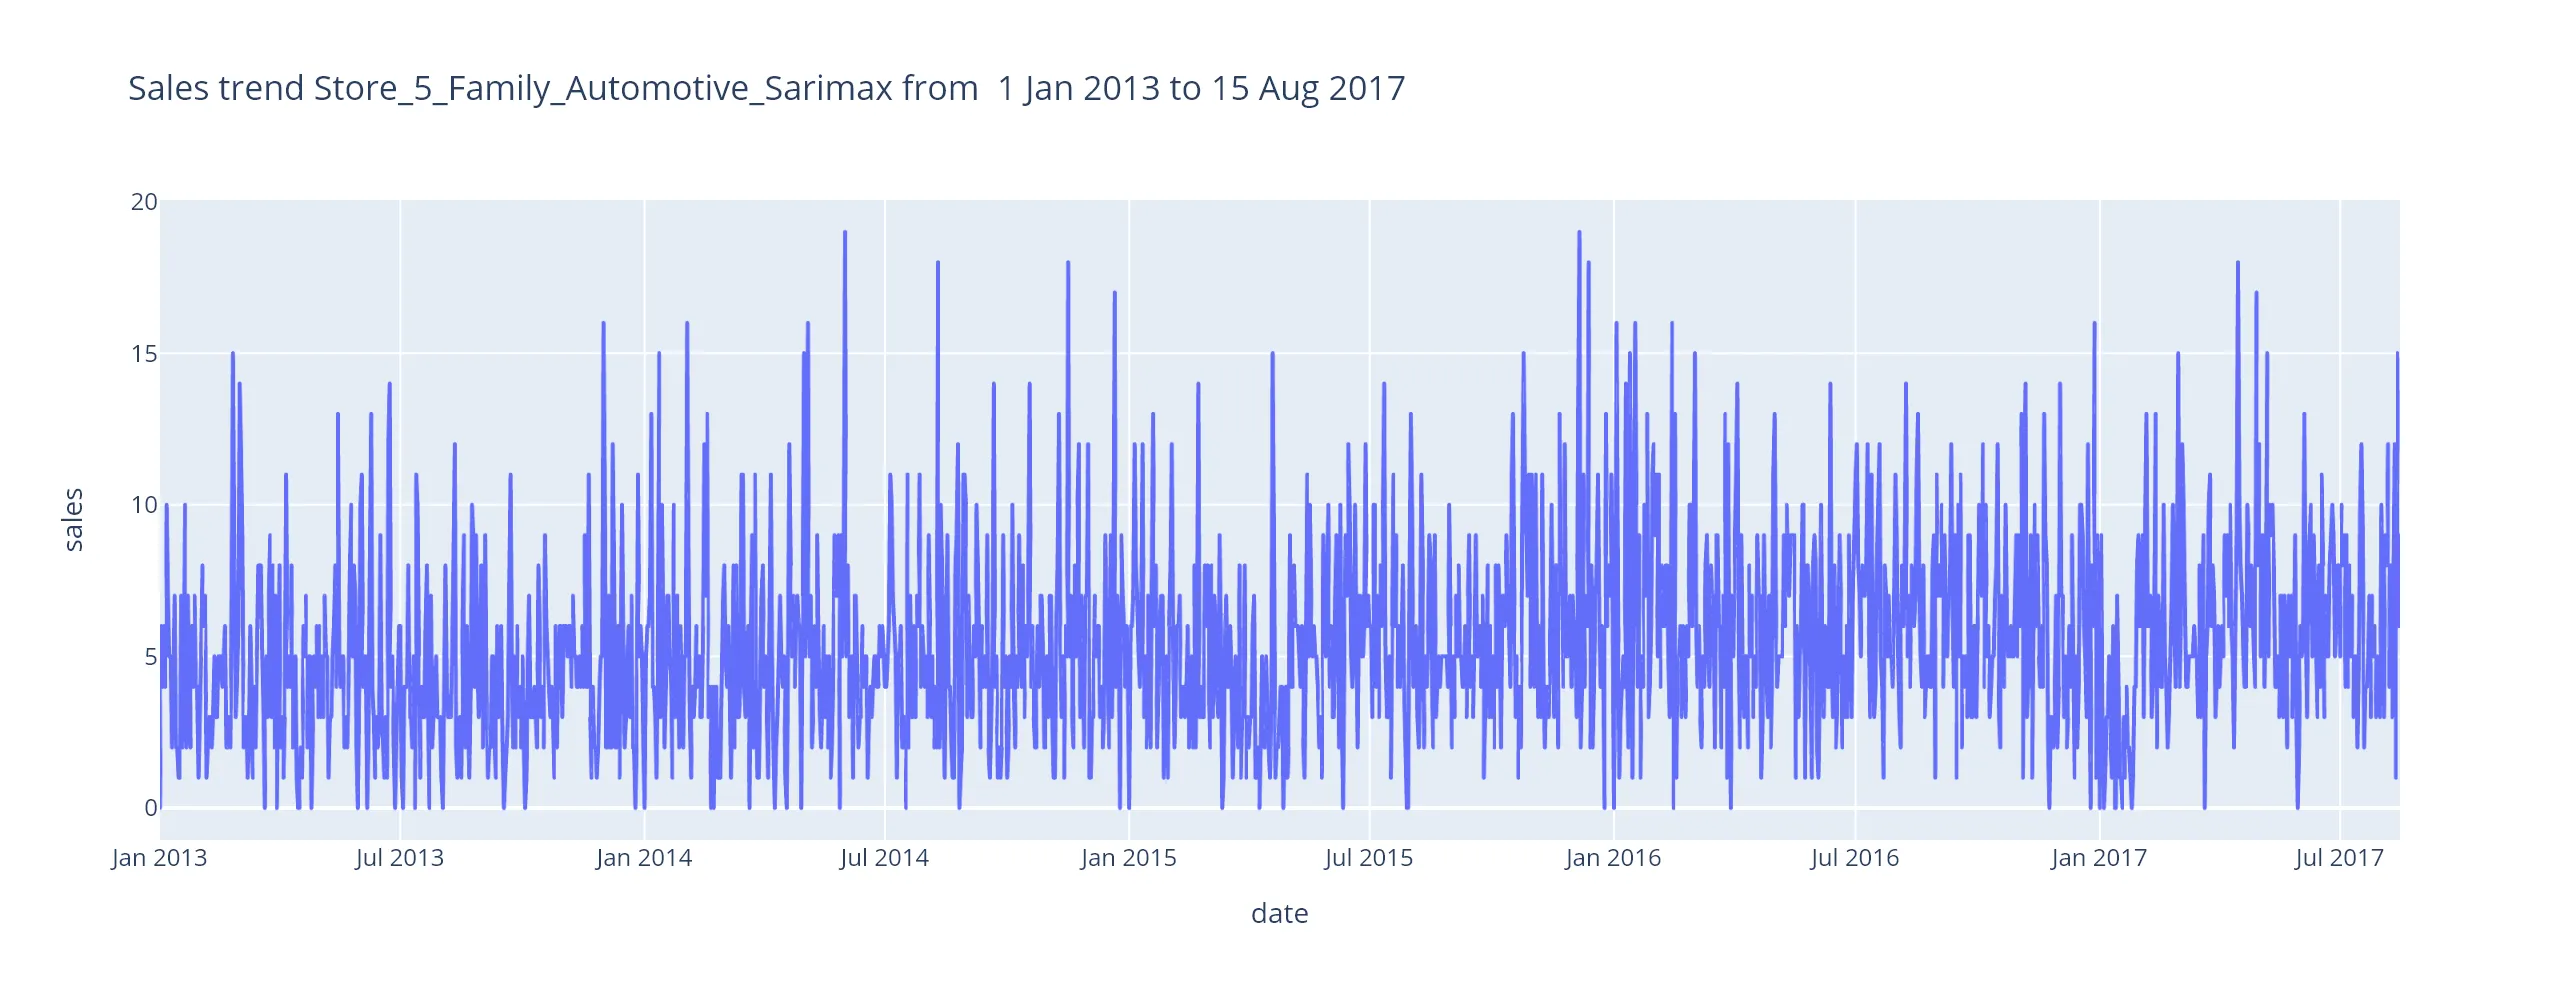 Sales trend Store_5_Family_Automotive_Sarimax from  1 Jan 2013 to 15 Aug 2017
20
15
10
5
0
sales
Jan 2013
Jul 2013
Jan 2014
Jul 2014
Jan 2015
Jul 2015
Jan 2016
Jul 2016
Jan 2017
Jul 2017
date